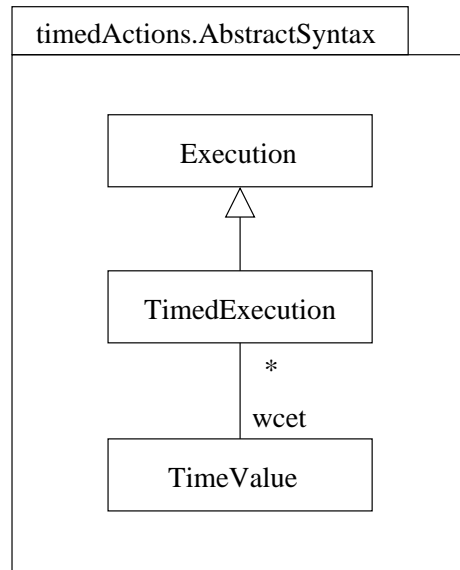 timedActions.AbstractSyntax
Execution
TimedExecution
*
wcet
TimeValue